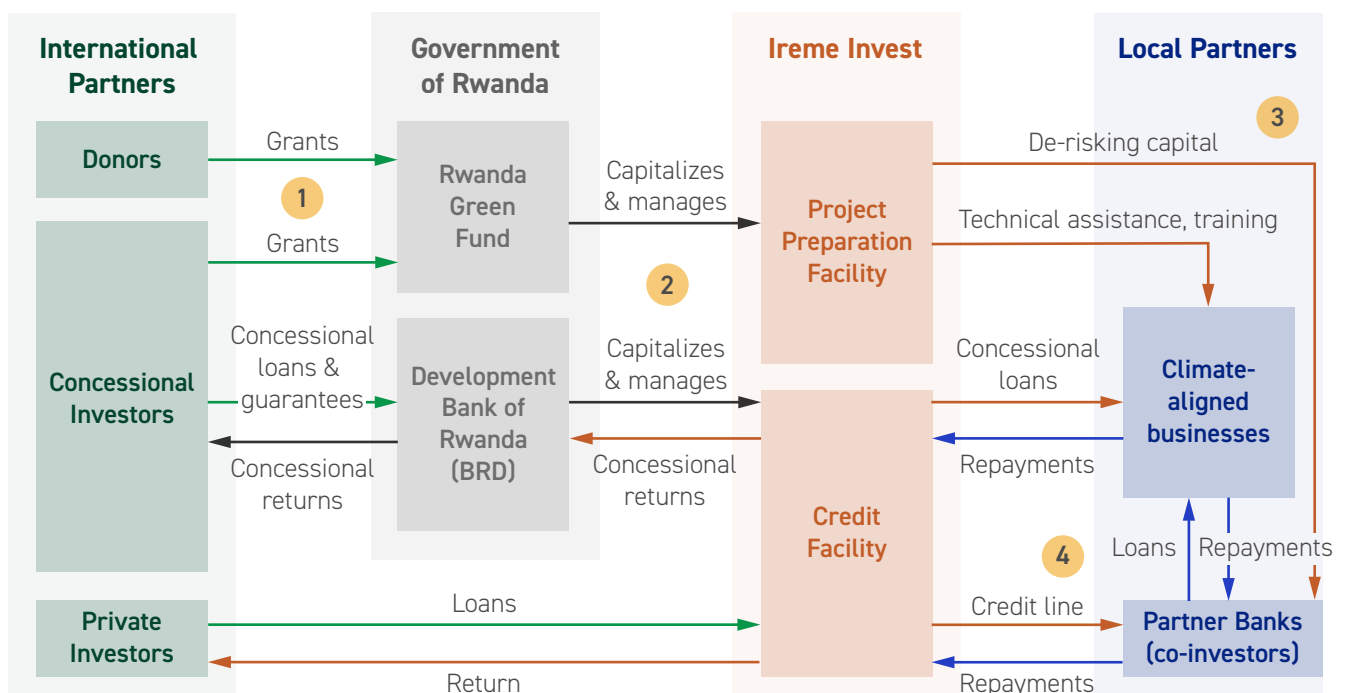 International
Partners
Government
of Rwanda
Ireme Invest
Local Partners
Donors
Grants
1
Grants
Rwanda
Green
Fund
Capitalizes
& manages
2
Project
Preparation
Facility
De-risking capital
3
Technical assistance, training
Concessional
Investors
Concessional
loans &
guarantees
Concessional
returns
Development
Bank of
Rwanda
(BRD)
Capitalizes
& manages
Concessional
returns
Credit
Facility
Concessional
loans
Repayments
Climate-
aligned
businesses
Loans
Repayments
4
Private
Investors
Loans
Return
Credit line
Repayments
Partner Banks
(co-investors)